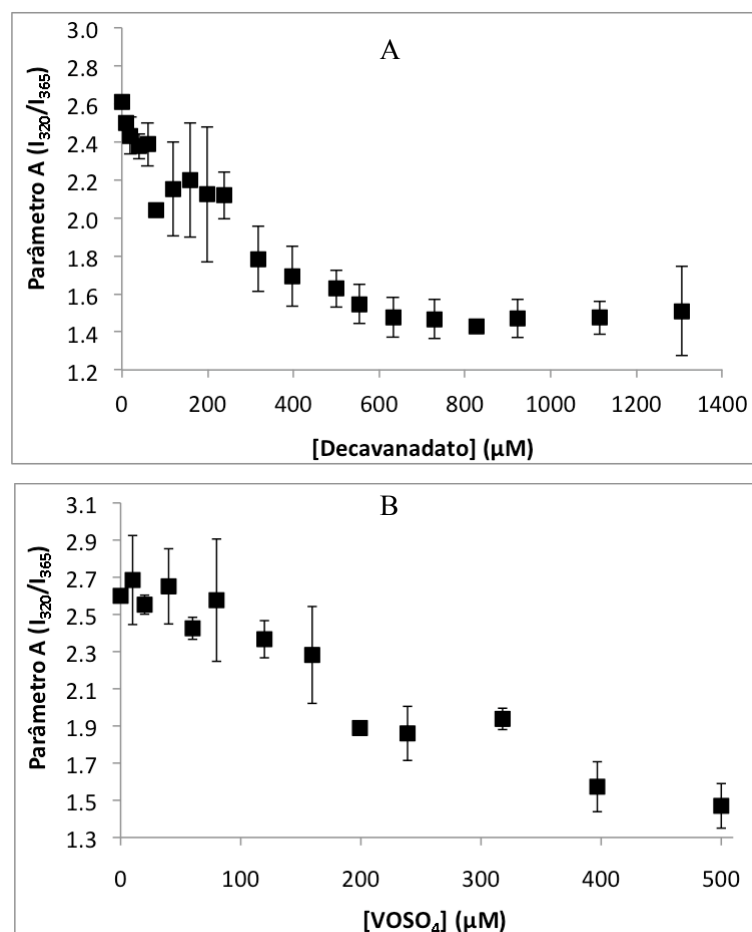 A
Parâmetro A (I₃₂₀/I₃₆₅)
3.0
2.8
2.6
2.4
2.2
2.0
1.8
1.6
1.4
1.2
0 200 400 600 800 1000 1200 1400
[Decavanadato] (µM)
B
Parâmetro A (I₃₂₀/I₃₆₅)
3.1
2.9
2.7
2.5
2.3
2.1
1.9
1.7
1.5
1.3
0 100 200 300 400 500
[VOSO₄] (µM)